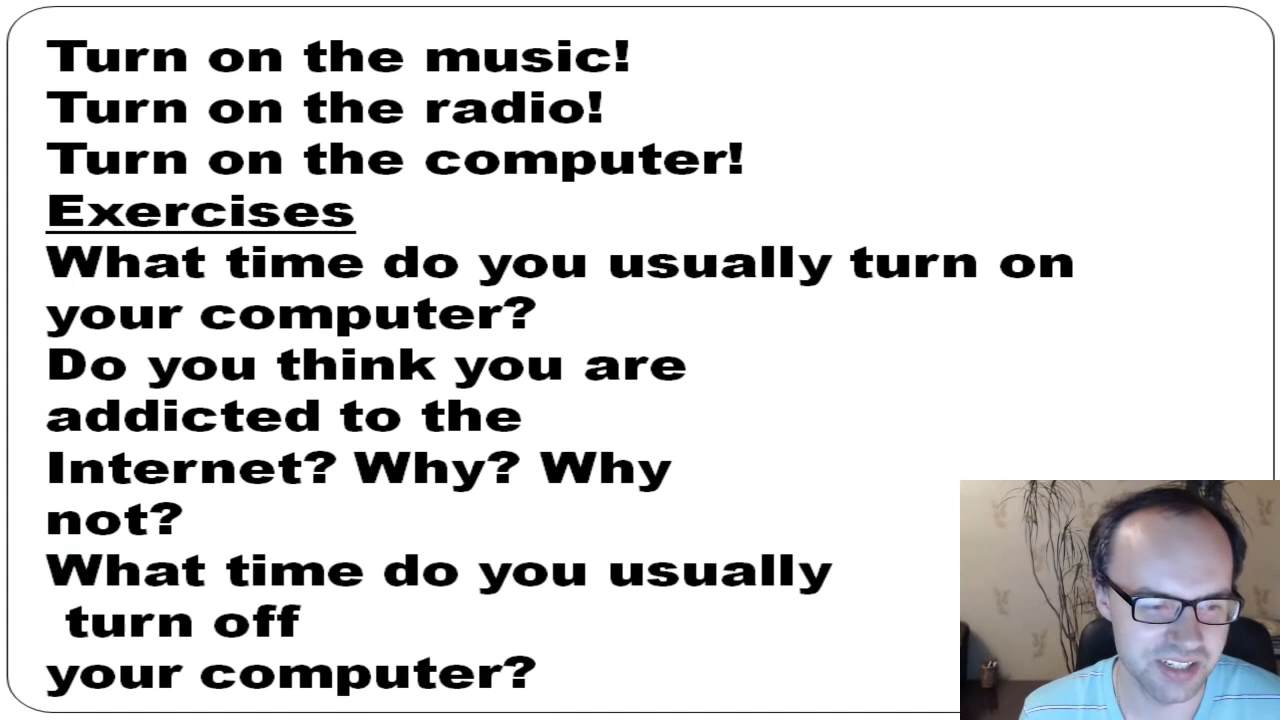 Turn on the music!
Turn on the radio!
Turn on the computer!
Exercises
What time do you usually turn on
your computer?
Do you think you are
addicted to the
Internet? Why? Why
not?
What time do you usually
turn off
your computer?